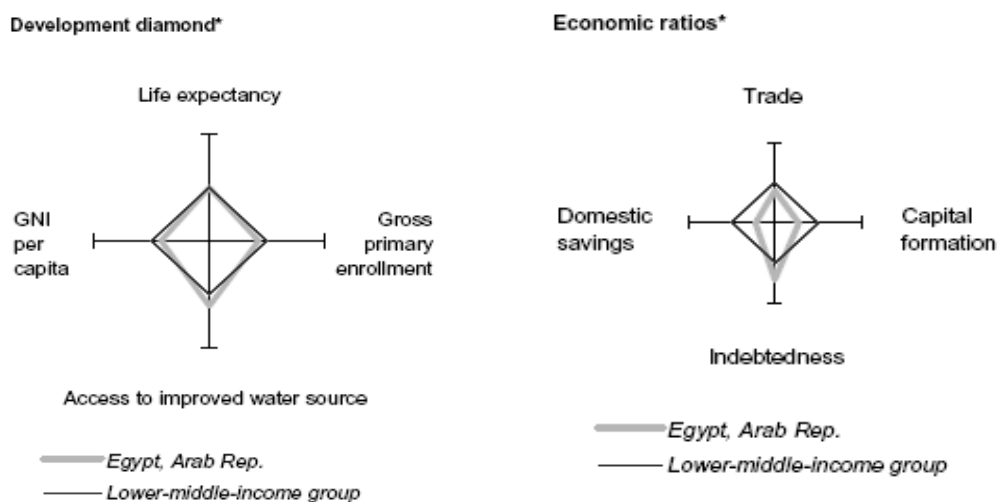 Development diamond*
Life expectancy
GNI
per
capita
Gross
primary
enrollment
Access to improved water source
Egypt, Arab Rep.
Lower-middle-income group
Economic ratios*
Trade
Domestic
savings
Capital
formation
Indebtedness
Egypt, Arab Rep.
Lower-middle-income group